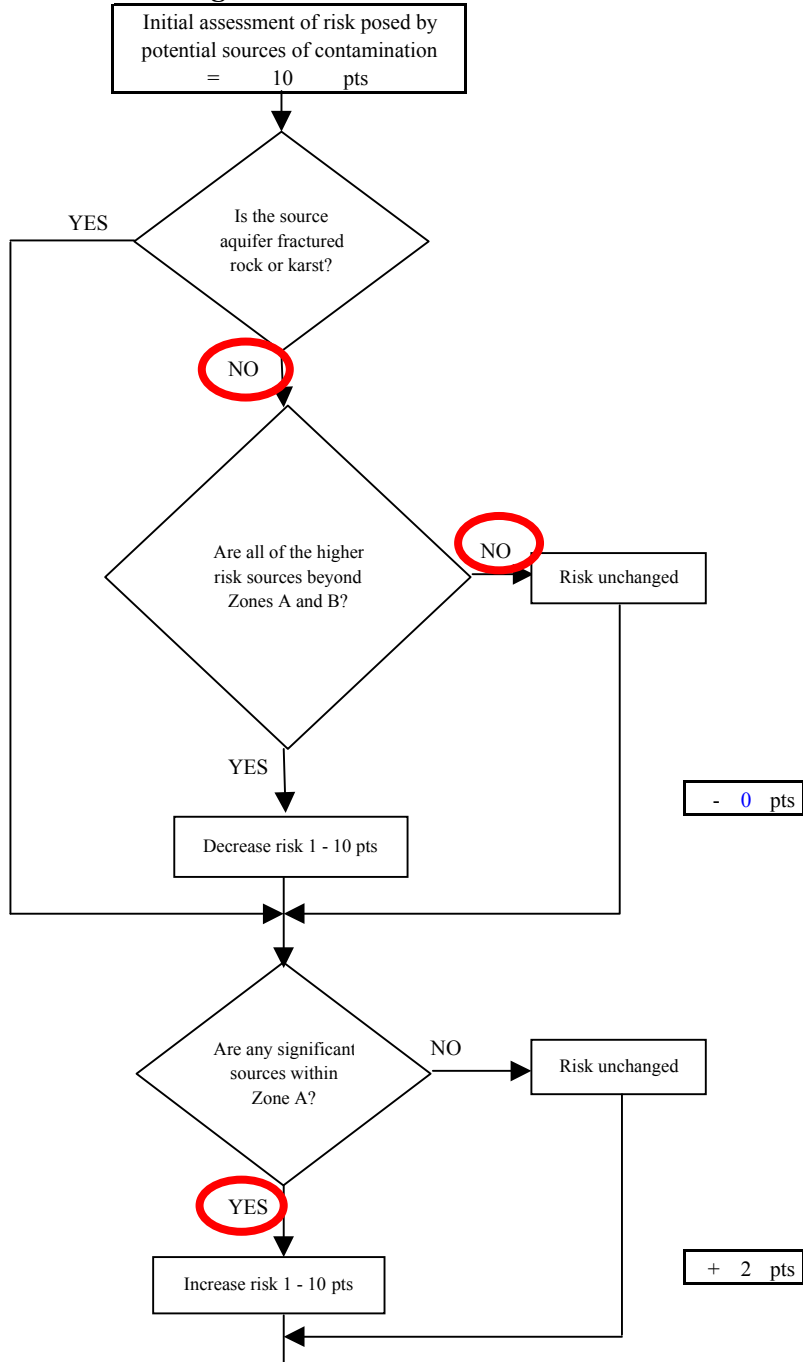 Initial assessment of risk posed by
potential sources of contamination
= 10 pts
YES
Is the source
aquifer fractured
rock or karst?
NO
Are all of the higher
risk sources beyond
Zones A and B?
NO
Risk unchanged
YES
- 0 pts
Decrease risk 1 - 10 pts
Are any significant
sources within
Zone A?
NO
Risk unchanged
YES
+ 2 pts
Increase risk 1 - 10 pts